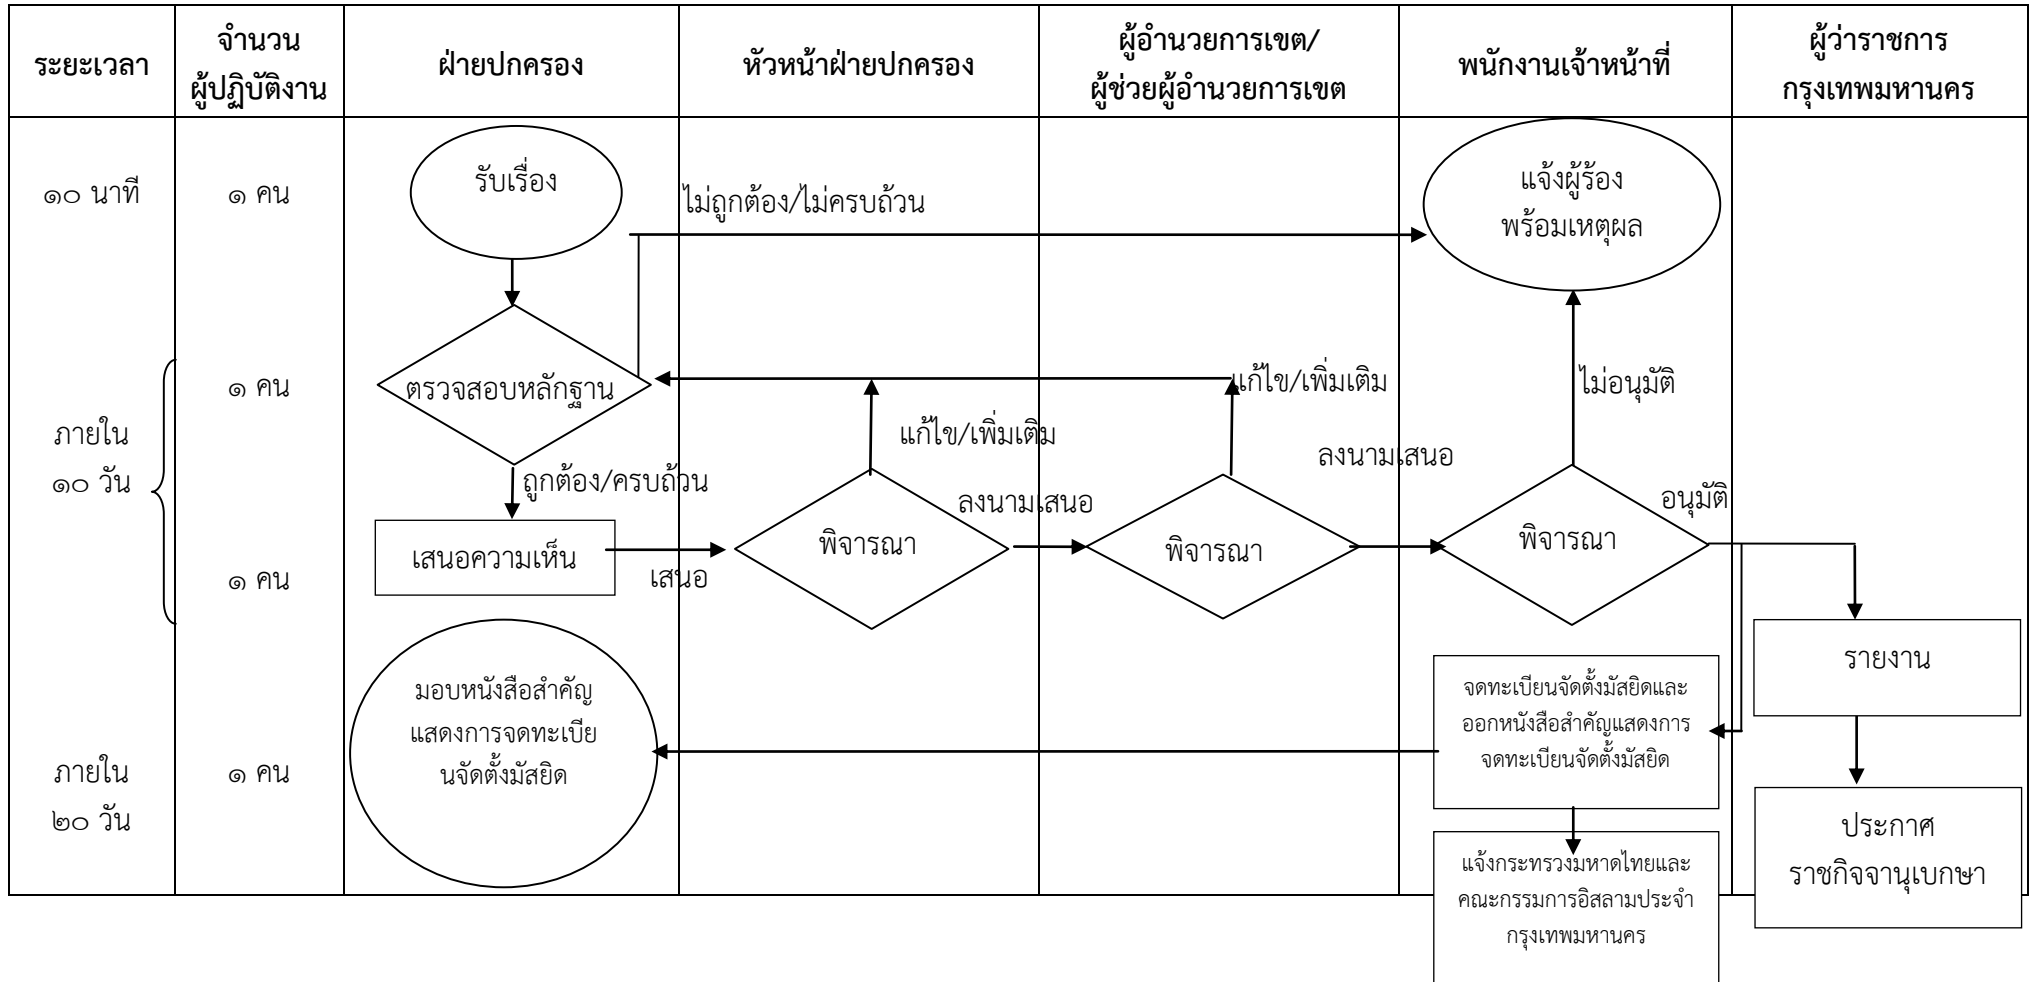 ระยะเวลา
จำนวน
ผู้ปฏิบัติงาน
ฝ่ายปกครอง
หัวหน้าฝ่ายปกครอง
ผู้อำนวยการเขต/
ผู้ช่วยผู้อำนวยการเขต
พนักงานเจ้าหน้าที่
ผู้ว่าราชการ
กรุงเทพมหานคร
๑๐ นาที
๑ คน
รับเรื่อง
ไม่ถูกต้อง/ไม่ครบถ้วน
แจ้งผู้ร้อง
พร้อมเหตุผล
๑ คน
ตรวจสอบหลักฐาน
แก้ไข/เพิ่มเติม
แก้ไข/เพิ่มเติม
ไม่อนุมัติ
ภายใน
๑๐ วัน
ถูกต้อง/ครบถ้วน
ลงนามเสนอ
ลงนามเสนอ
อนุมัติ
๑ คน
เสนอความเห็น
เสนอ
พิจารณา
พิจารณา
พิจารณา
รายงาน
มอบหนังสือสำคัญ
แสดงการจดทะเบีย
นจัดตั้งมัสยิด
จดทะเบียนจัดตั้งมัสยิดและ
ออกหนังสือสำคัญแสดงการ
จดทะเบียนจัดตั้งมัสยิด
ภายใน
๒๐ วัน
๑ คน
ประกาศ
ราชกิจจานุเบกษา
แจ้งกระทรวงมหาดไทยและ
คณะกรรมการอิสลามประจำ
กรุงเทพมหานคร